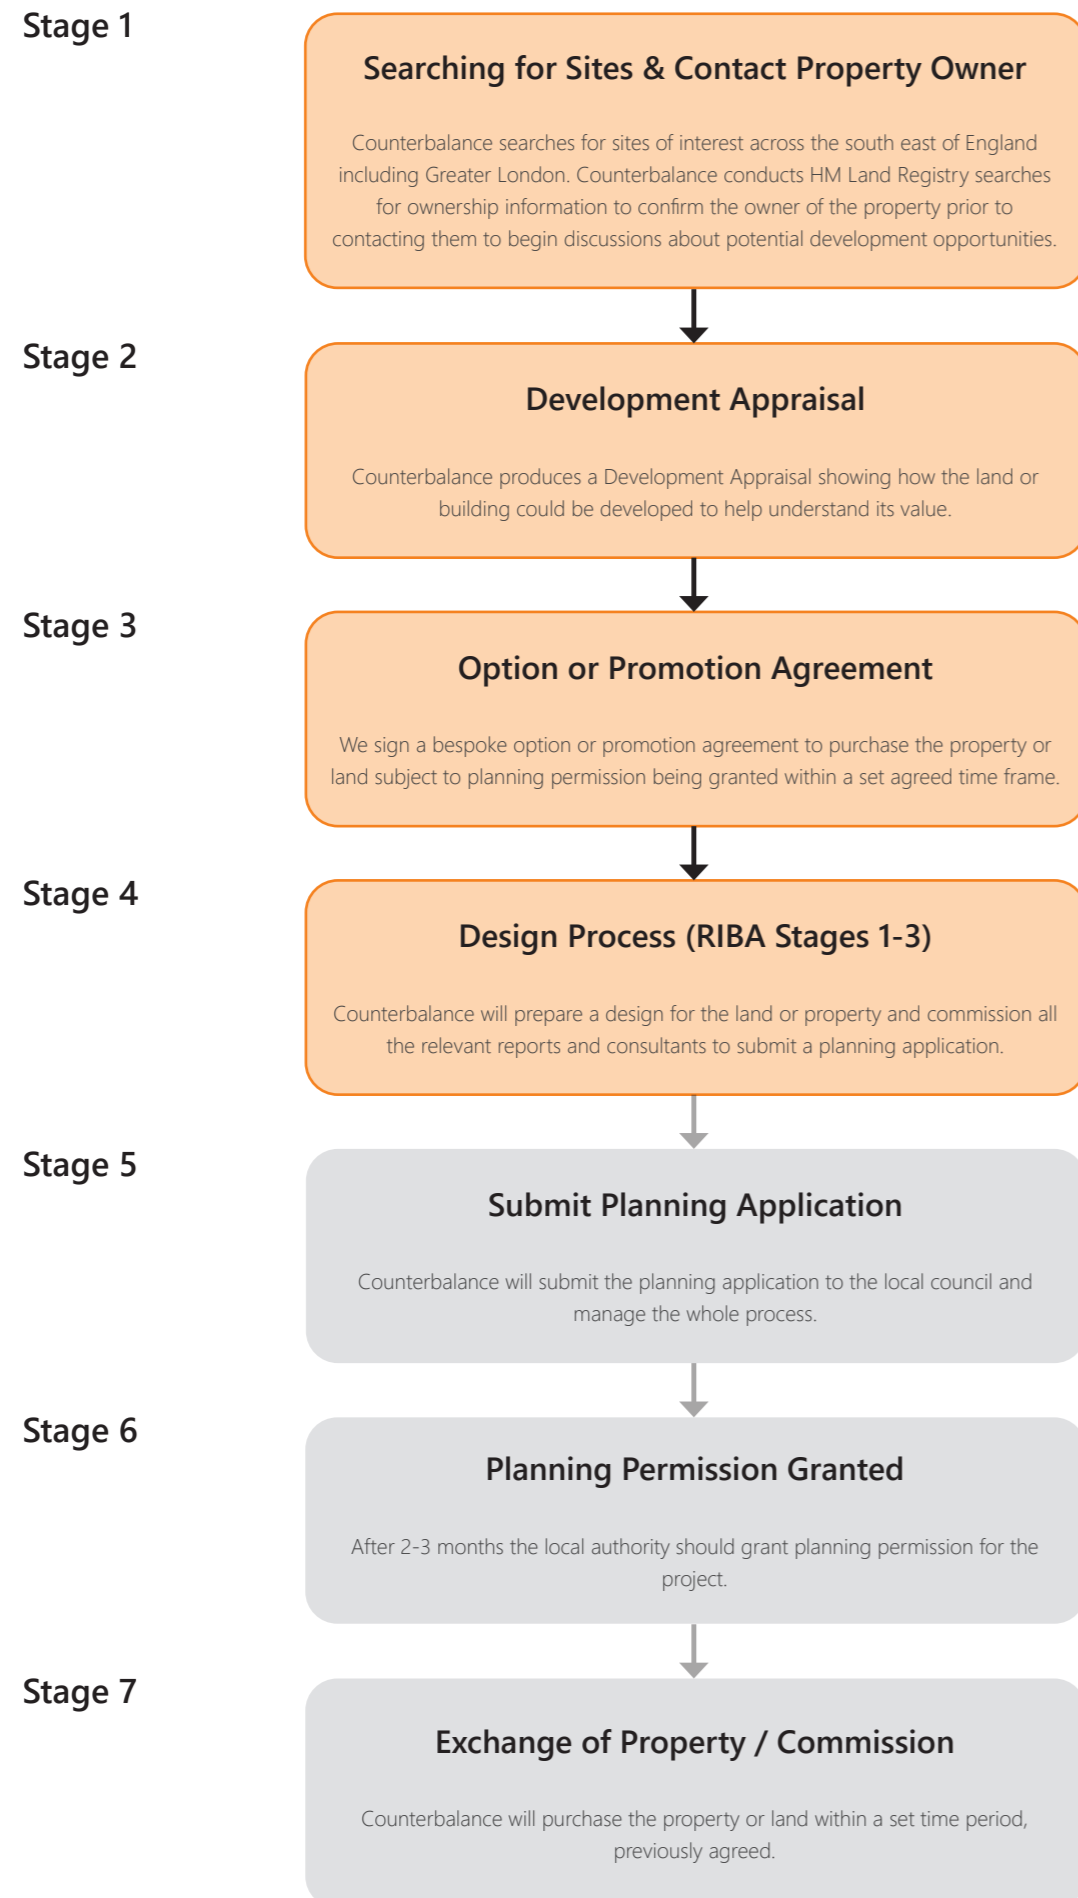 Stage 1
Searching for Sites & Contact Property Owner
Counterbalance searches for sites of interest across the south east of England
including Greater London. Counterbalance conducts HM Land Registry searches
for ownership information to confirm the owner of the property prior to
contacting them to begin discussions about potential development opportunities.
Stage 2
Development Appraisal
Counterbalance produces a Development Appraisal showing how the land or
building could be developed to help understand its value.
Stage 3
Option or Promotion Agreement
We sign a bespoke option or promotion agreement to purchase the property or
land subject to planning permission being granted within a set agreed time frame.
Stage 4
Design Process (RIBA Stages 1-3)
Counterbalance will prepare a design for the land or property and commission all
the relevant reports and consultants to submit a planning application.
Stage 5
Submit Planning Application
Counterbalance will submit the planning application to the local council and
manage the whole process.
Stage 6
Planning Permission Granted
After 2-3 months the local authority should grant planning permission for the
project.
Stage 7
Exchange of Property / Commission
Counterbalance will purchase the property or land within a set time period,
previously agreed.